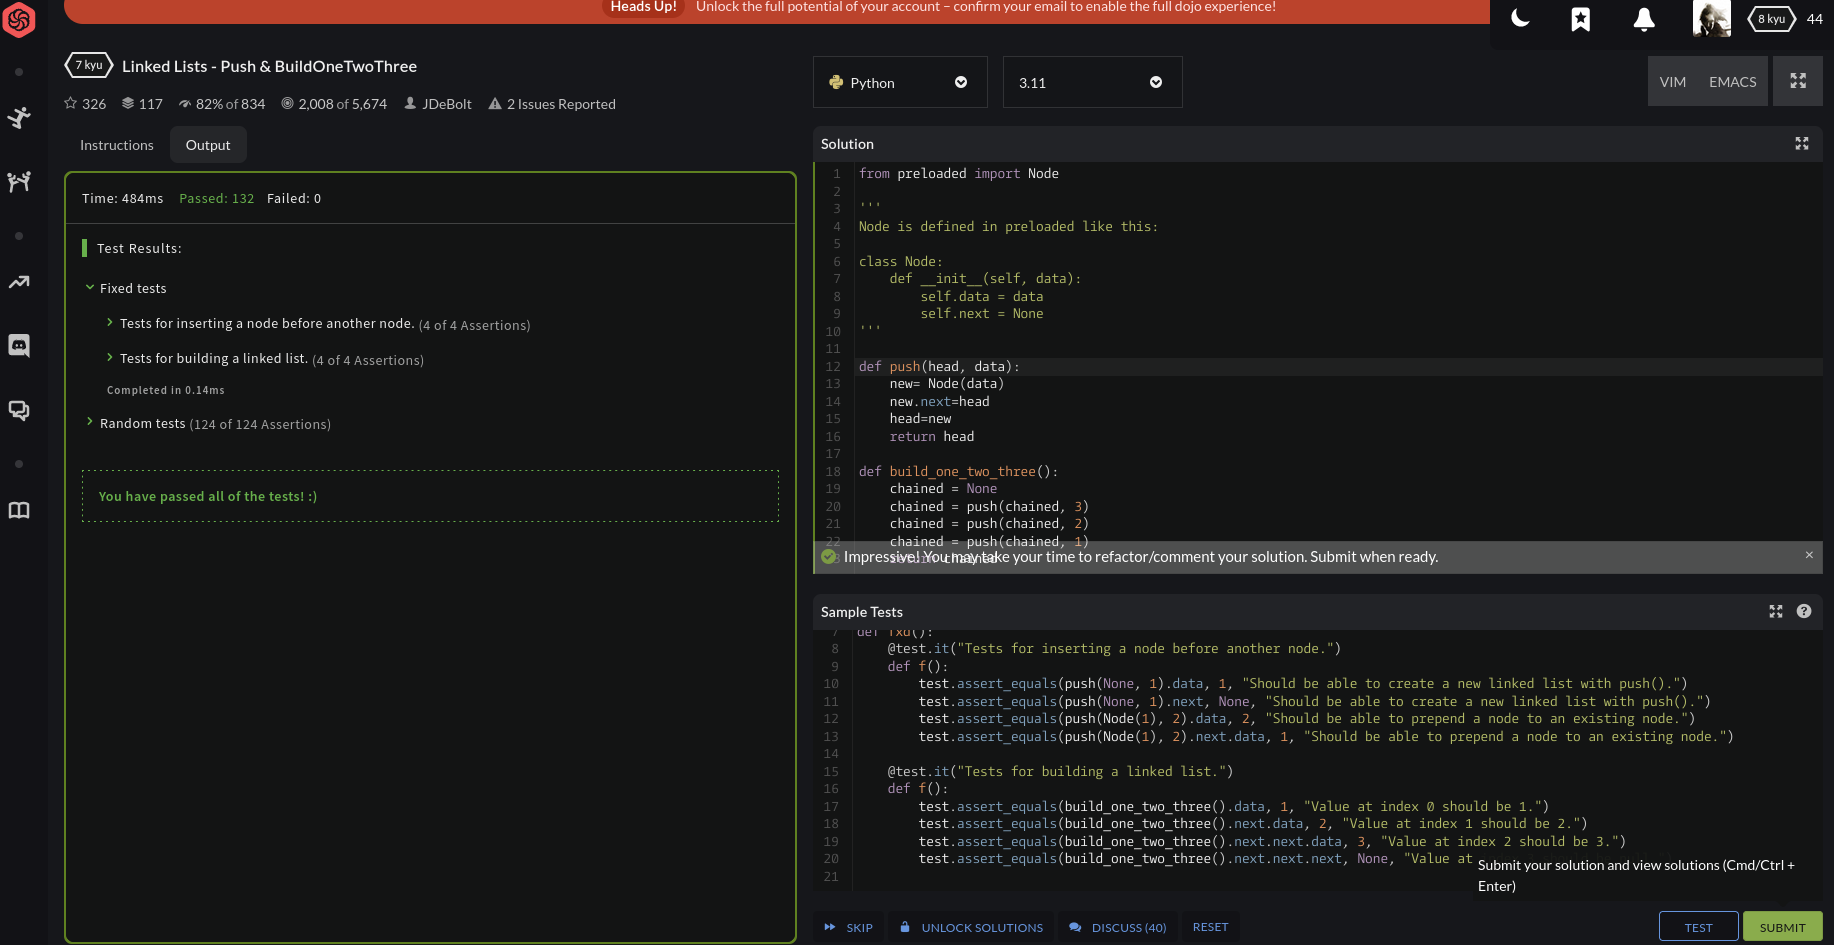 Heads Up! Unlock the full potential of your account – confirm your email to enable the full dojo experience!
8 kyu 44
7 kyu Linked Lists - Push & BuildOneTwoThree
326 117 82% of 834 2,008 of 5,674 JDeBolt 2 Issues Reported
Instructions Output
Time: 484ms Passed: 132 Failed: 0
Test Results:
Fixed tests
Tests for inserting a node before another node. (4 of 4 Assertions)
Tests for building a linked list. (4 of 4 Assertions)
Completed in 0.14ms
Random tests (124 of 124 Assertions)
You have passed all of the tests! :)
Python 3.11 VIM EMACS
Solution
1 from preloaded import Node
2
3 '''
4 Node is defined in preloaded like this:
5
6 class Node:
7     def __init__(self, data):
8         self.data = data
9         self.next = None
10 '''
11
12 def push(head, data):
13     new= Node(data)
14     new.next=head
15     head=new
16     return head
17
18 def build_one_two_three():
19     chained = None
20     chained = push(chained, 3)
21     chained = push(chained, 2)
22     chained = push(chained, 1)
23     return chained
Impressive! You may take your time to refactor/comment your solution. Submit when ready. ×
Sample Tests
7 def fxd():
8     @test.it("Tests for inserting a node before another node.")
9     def f():
10         test.assert_equals(push(None, 1).data, 1, "Should be able to create a new linked list with push().")
11         test.assert_equals(push(None, 1).next, None, "Should be able to create a new linked list with push().")
12         test.assert_equals(push(Node(1), 2).data, 2, "Should be able to prepend a node to an existing node.")
13         test.assert_equals(push(Node(1), 2).next.data, 1, "Should be able to prepend a node to an existing node.")
14
15     @test.it("Tests for building a linked list.")
16     def f():
17         test.assert_equals(build_one_two_three().data, 1, "Value at index 0 should be 1.")
18         test.assert_equals(build_one_two_three().next.data, 2, "Value at index 1 should be 2.")
19         test.assert_equals(build_one_two_three().next.next.data, 3, "Value at index 2 should be 3.")
20         test.assert_equals(build_one_two_three().next.next.next, None, "Value at
21
Submit your solution and view solutions (Cmd/Ctrl +
Enter)
SKIP UNLOCK SOLUTIONS DISCUSS (40) RESET TEST SUBMIT